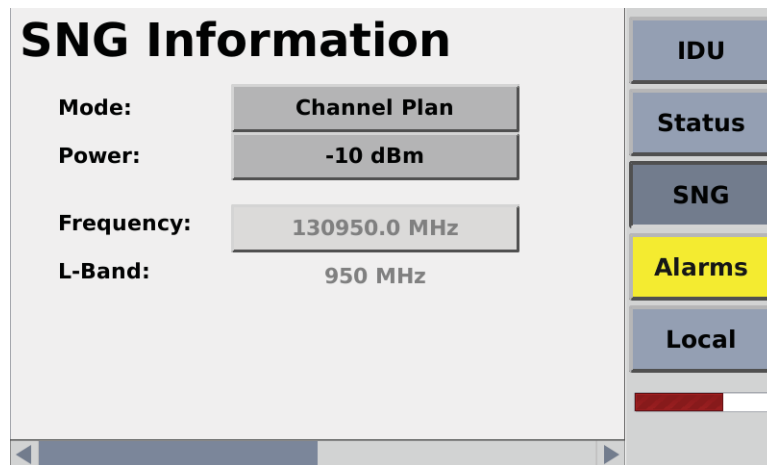 SNG Information
Mode: Channel Plan
Power: -10 dBm
Frequency: 130950.0 MHz
L-Band: 950 MHz
IDU
Status
SNG
Alarms
Local